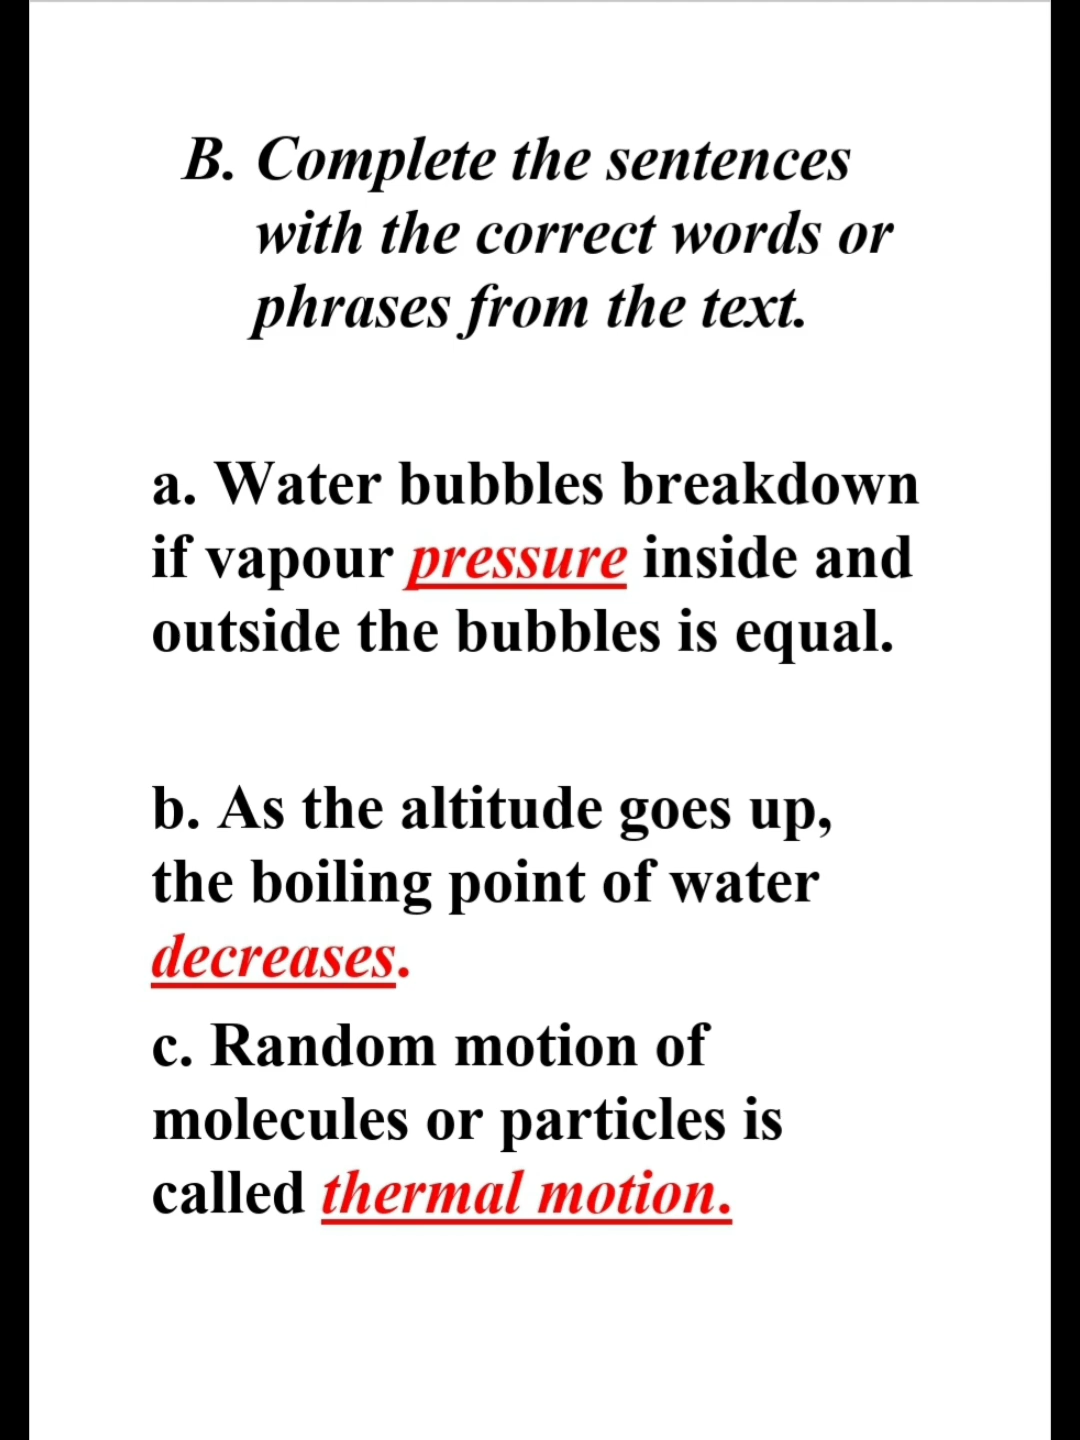 B. Complete the sentences
with the correct words or
phrases from the text.
a. Water bubbles breakdown
if vapour pressure inside and
outside the bubbles is equal.
b. As the altitude goes up,
the boiling point of water
decreases.
c. Random motion of
molecules or particles is
called thermal motion.